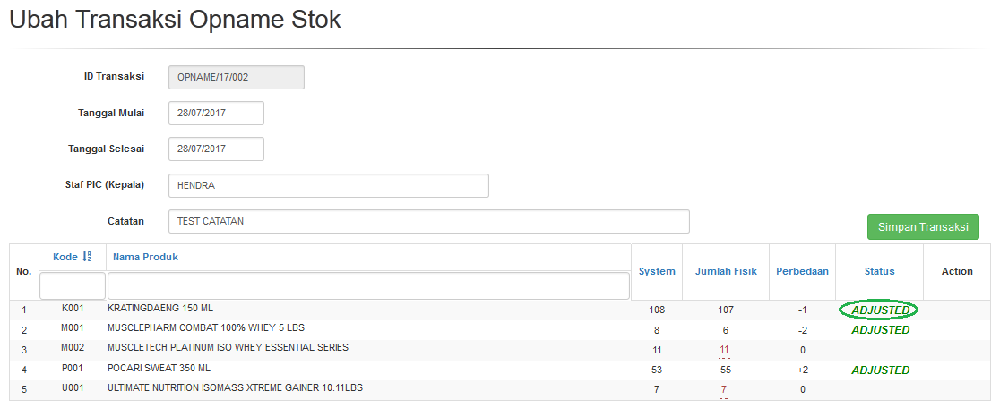 Ubah Transaksi Opname Stok
ID Transaksi OPNAME/17/002
Tanggal Mulai 28/07/2017
Tanggal Selesai 28/07/2017
Staf PIC (Kepala) HENDRA
Catatan TEST CATATAN
Simpan Transaksi
No. Kode Nama Produk System Jumlah Fisik Perbedaan Status Action
1 K001 KRATINGDAENG 150 ML 108 107 -1 ADJUSTED
2 M001 MUSCLEPHARM COMBAT 100% WHEY 5 LBS 8 6 -2 ADJUSTED
3 M002 MUSCLETECH PLATINUM ISO WHEY ESSENTIAL SERIES 11 11 0
4 P001 POCARI SWEAT 350 ML 53 55 +2 ADJUSTED
5 U001 ULTIMATE NUTRITION ISOMASS XTREME GAINER 10.11LBS 7 7 0